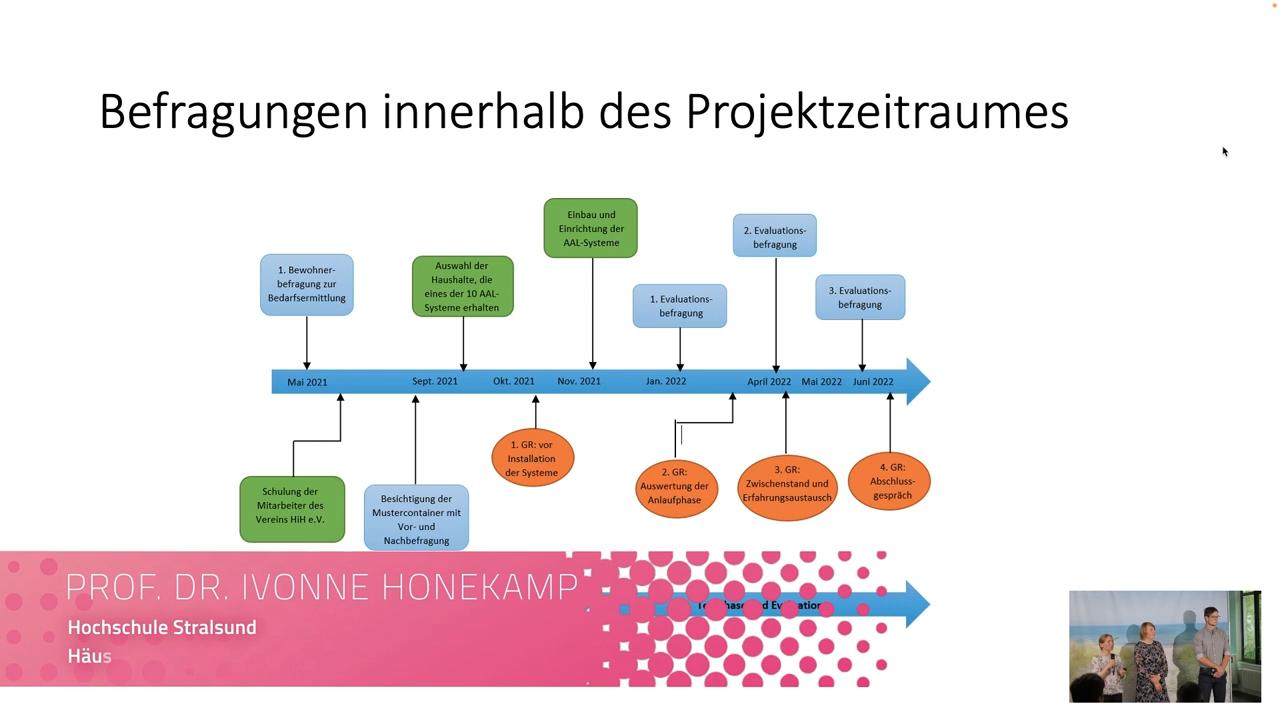 Befragungen innerhalb des Projektzeitraumes
Einbau und
Einrichtung der
AAL-Systeme
2. Evaluations-
befragung
1. Bewohner-
befragung zur
Bedarfsermittlung
Auswahl der
Haushalte, die
eines der 10 AAL-
Systeme erhalten
1. Evaluations-
befragung
3. Evaluations-
befragung
Mai 2021
Sept. 2021
Okt. 2021
Nov. 2021
Jan. 2022
April 2022
Mai 2022
Juni 2022
Schulung der
Mitarbeiter des
Vereins HiH e.V.
Besichtigung der
Mustercontainer mit
Vor- und
Nachbefragung
1. GR: vor
Installation
der Systeme
2. GR:
Auswertung der
Anlaufphase
3. GR:
Zwischenstand und
Erfahrungsaustausch
4. GR:
Abschluss-
gespräch
PROF. DR. IVONNE HONEKAMP
Hochschule Stralsund
Häus